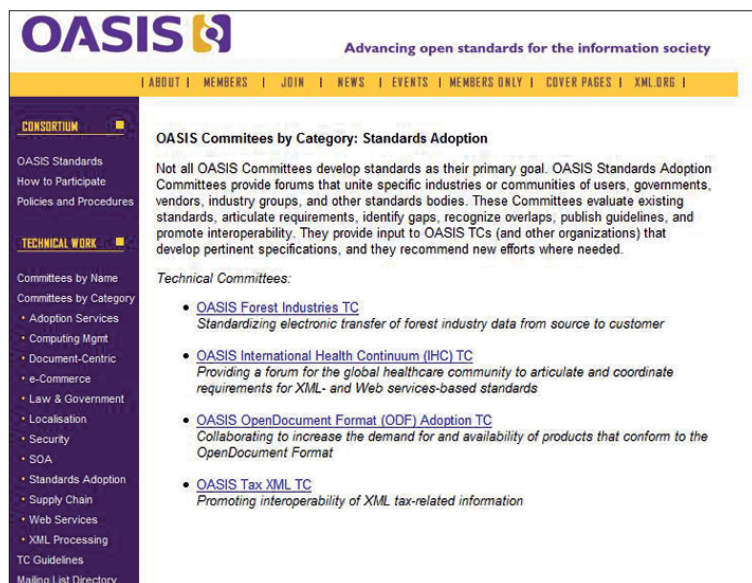 OASIS
Advancing open standards for the information society
| ABOUT | MEMBERS | JOIN | NEWS | EVENTS | MEMBERS ONLY | COVER PAGES | XML.ORG |
CONSORTIUM
OASIS Standards
How to Participate
Policies and Procedures
TECHNICAL WORK
Committees by Name
Committees by Category
• Adoption Services
• Computing Mgmt
• Document-Centric
• e-Commerce
• Law & Government
• Localisation
• Security
• SOA
• Standards Adoption
• Supply Chain
• Web Services
• XML Processing
TC Guidelines
Mailing List Directory
OASIS Commitees by Category: Standards Adoption
Not all OASIS Committees develop standards as their primary goal. OASIS Standards Adoption
Committees provide forums that unite specific industries or communities of users, governments,
vendors, industry groups, and other standards bodies. These Committees evaluate existing
standards, articulate requirements, identify gaps, recognize overlaps, publish guidelines, and
promote interoperability. They provide input to OASIS TCs (and other organizations) that
develop pertinent specifications, and they recommend new efforts where needed.
Technical Committees:
• OASIS Forest Industries TC
Standardizing electronic transfer of forest industry data from source to customer
• OASIS International Health Continuum (IHC) TC
Providing a forum for the global healthcare community to articulate and coordinate
requirements for XML- and Web services-based standards
• OASIS OpenDocument Format (ODF) Adoption TC
Collaborating to increase the demand for and availability of products that conform to the
OpenDocument Format
• OASIS Tax XML TC
Promoting interoperability of XML tax-related information